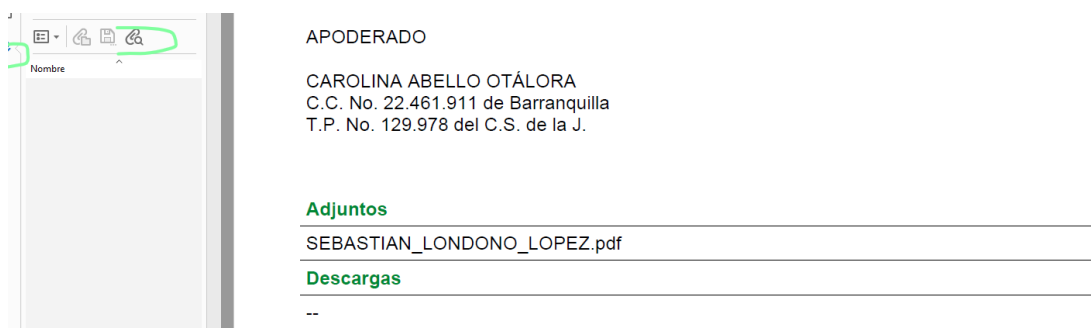 Nombre
APODERADO
CAROLINA ABELLO OTÁLORA
C.C. No. 22.461.911 de Barranquilla
T.P. No. 129.978 del C.S. de la J.
Adjuntos
SEBASTIAN_LONDONO_LOPEZ.pdf
Descargas
--